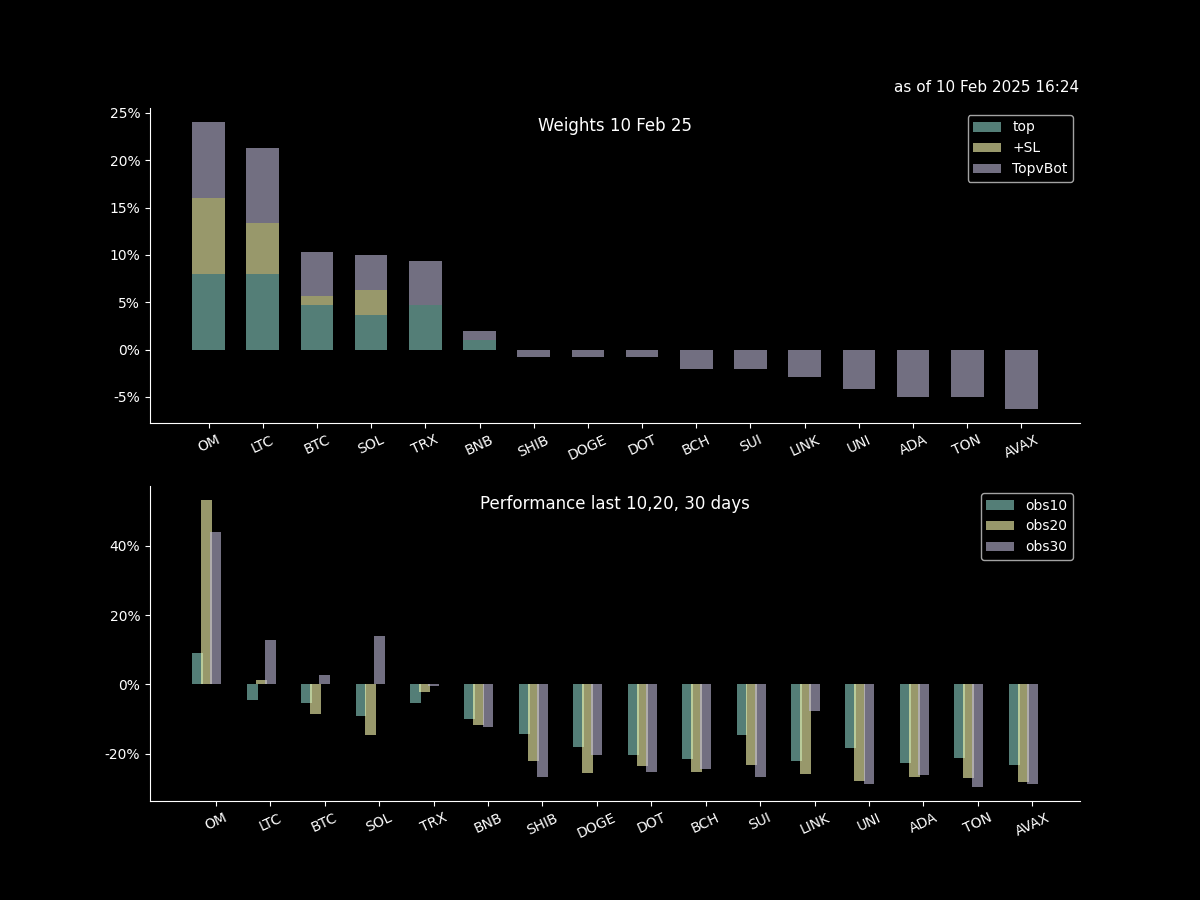 as of 10 Feb 2025 16:24
Weights 10 Feb 25
top
+SL
TopvBot
25%
20%
15%
10%
5%
0%
-5%
OM LTC BTC SOL TRX BNB SHIB DOGE DOT BCH SUI LINK UNI ADA TON AVAX
Performance last 10,20, 30 days
obs10
obs20
obs30
40%
20%
0%
-20%
OM LTC BTC SOL TRX BNB SHIB DOGE DOT BCH SUI LINK UNI ADA TON AVAX